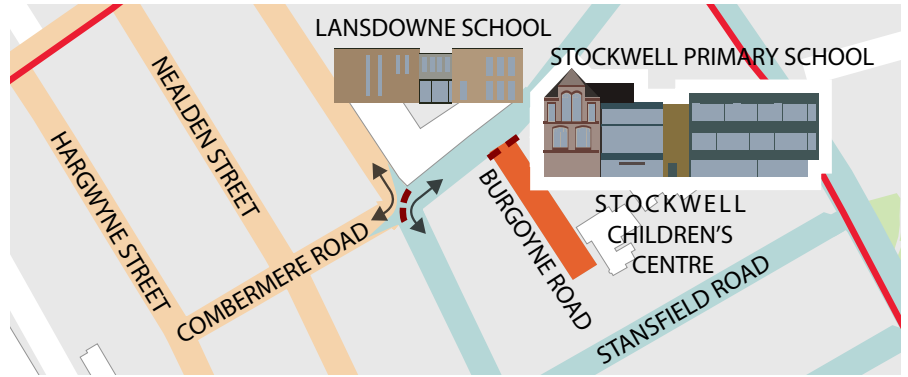 LANSDOWNE SCHOOL
STOCKWELL PRIMARY SCHOOL
NEALDEN STREET
HARGWYNE STREET
BURGOYNE ROAD
STOCKWELL
CHILDREN'S
CENTRE
COMBERMERE ROAD
STANSFIELD ROAD